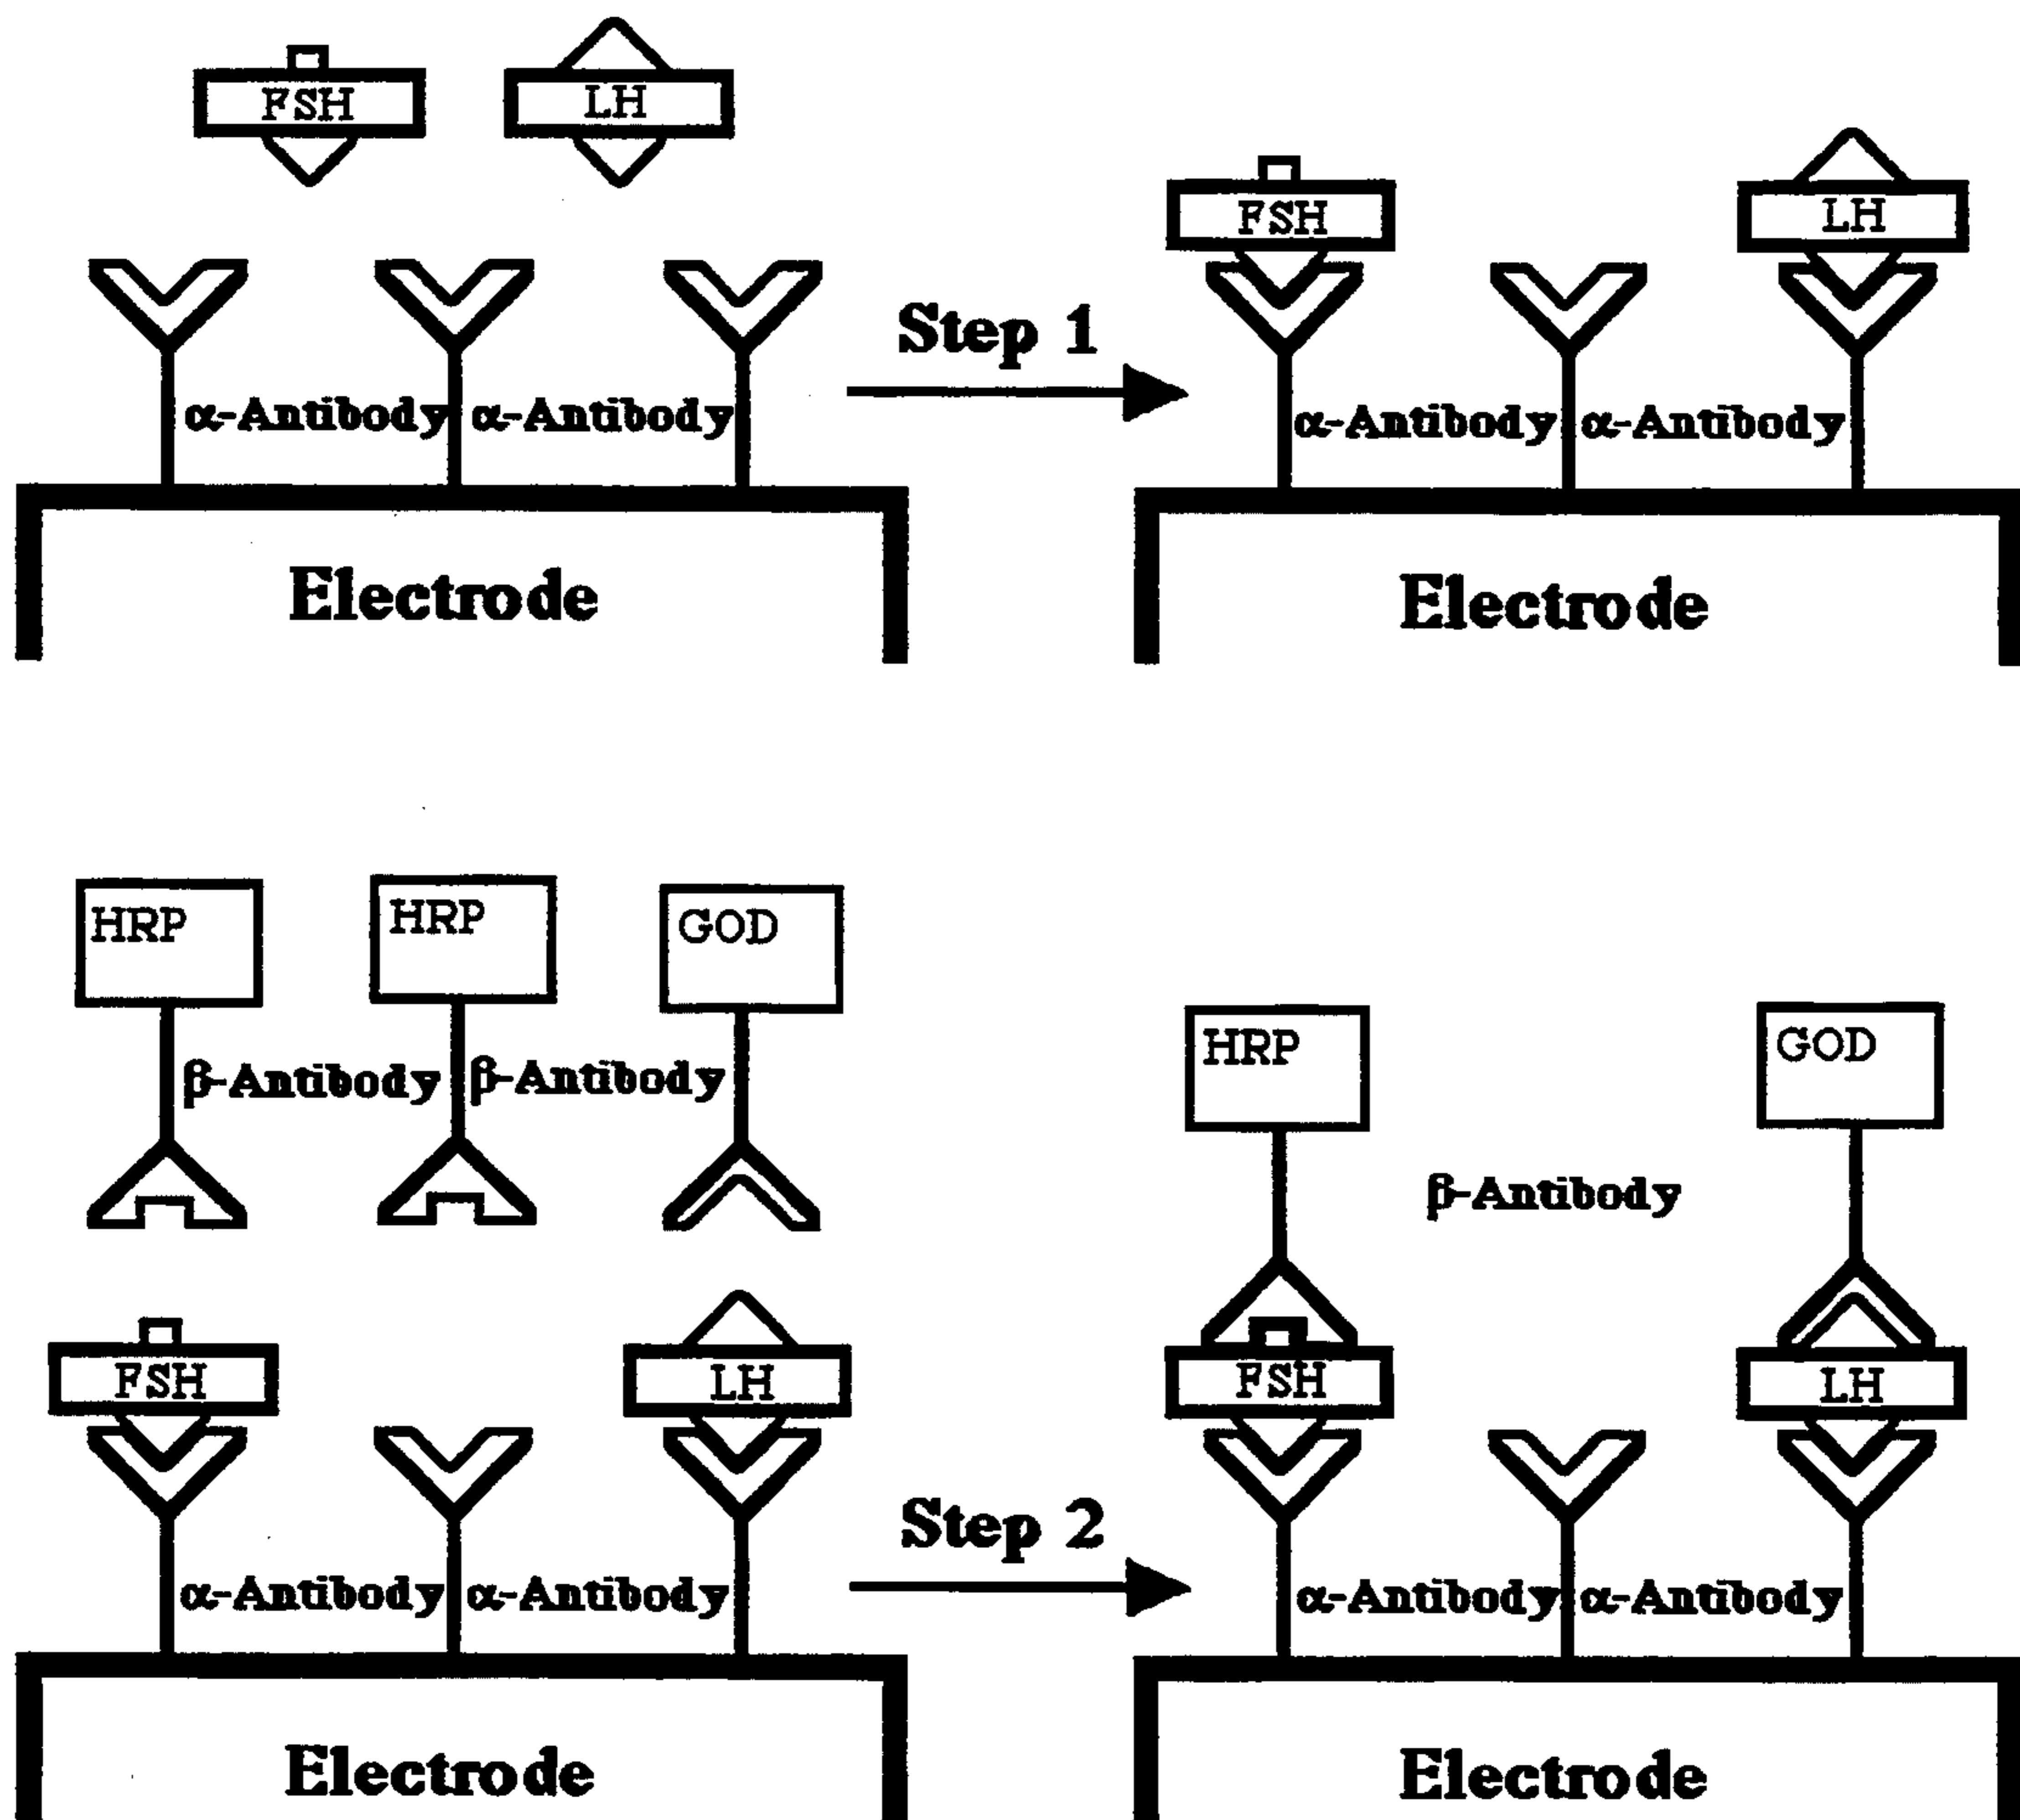 FSH LH
FSH LH
Step 1
α-Antibody α-Antibody
α-Antibody α-Antibody
Electrode
Electrode
HRP HRP GOD
HRP GOD
β-Antibody β-Antibody
β-Antibody
FSH LH
FSH LH
Step 2
α-Antibody α-Antibody
α-Antibody α-Antibody
Electrode
Electrode